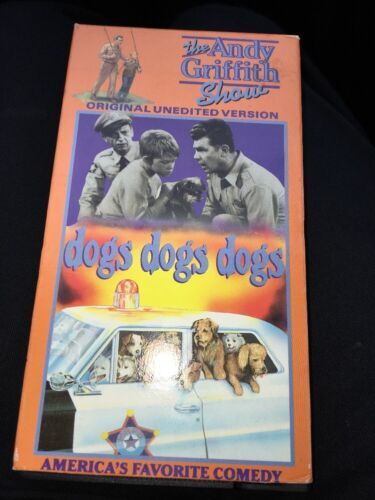 the Andy
Griffith
Show
ORIGINAL UNEDITED VERSION
dogs dogs dogs
AMERICA'S FAVORITE COMEDY